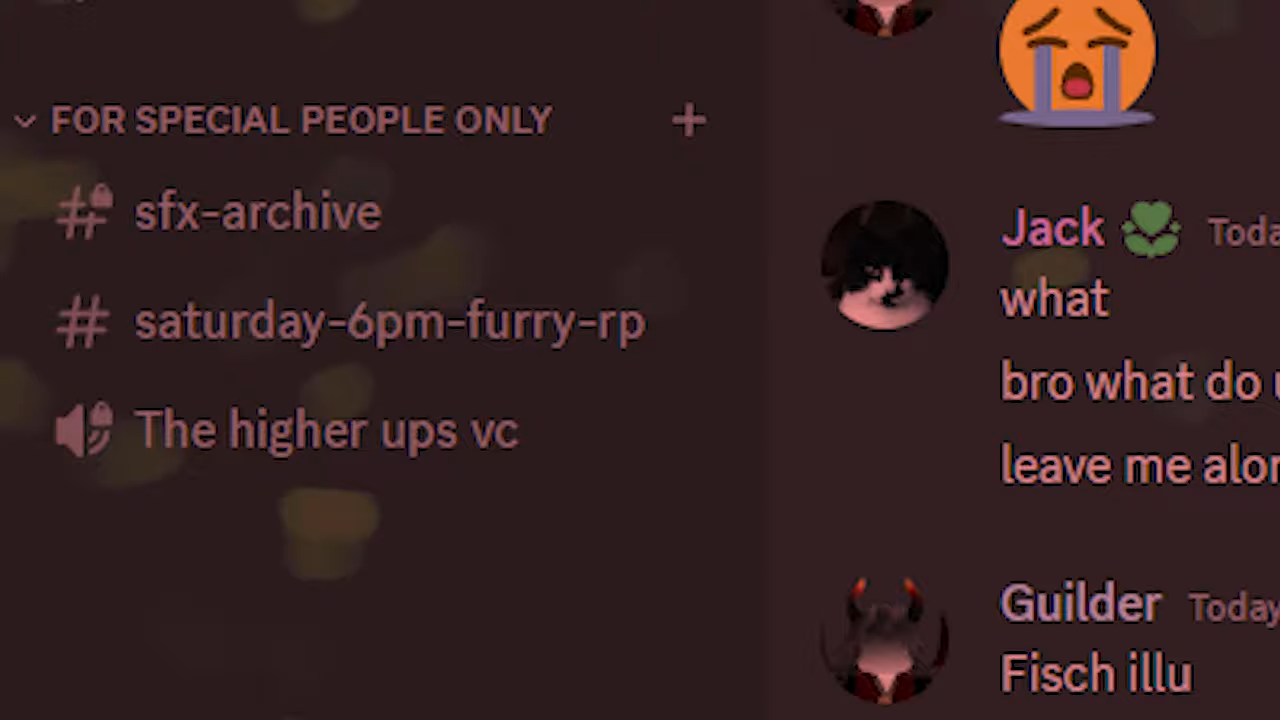 FOR SPECIAL PEOPLE ONLY
sfx-archive
saturday-6pm-furry-rp
The higher ups vc
Jack
what
bro what do
leave me
Guilder Today
Fisch illu